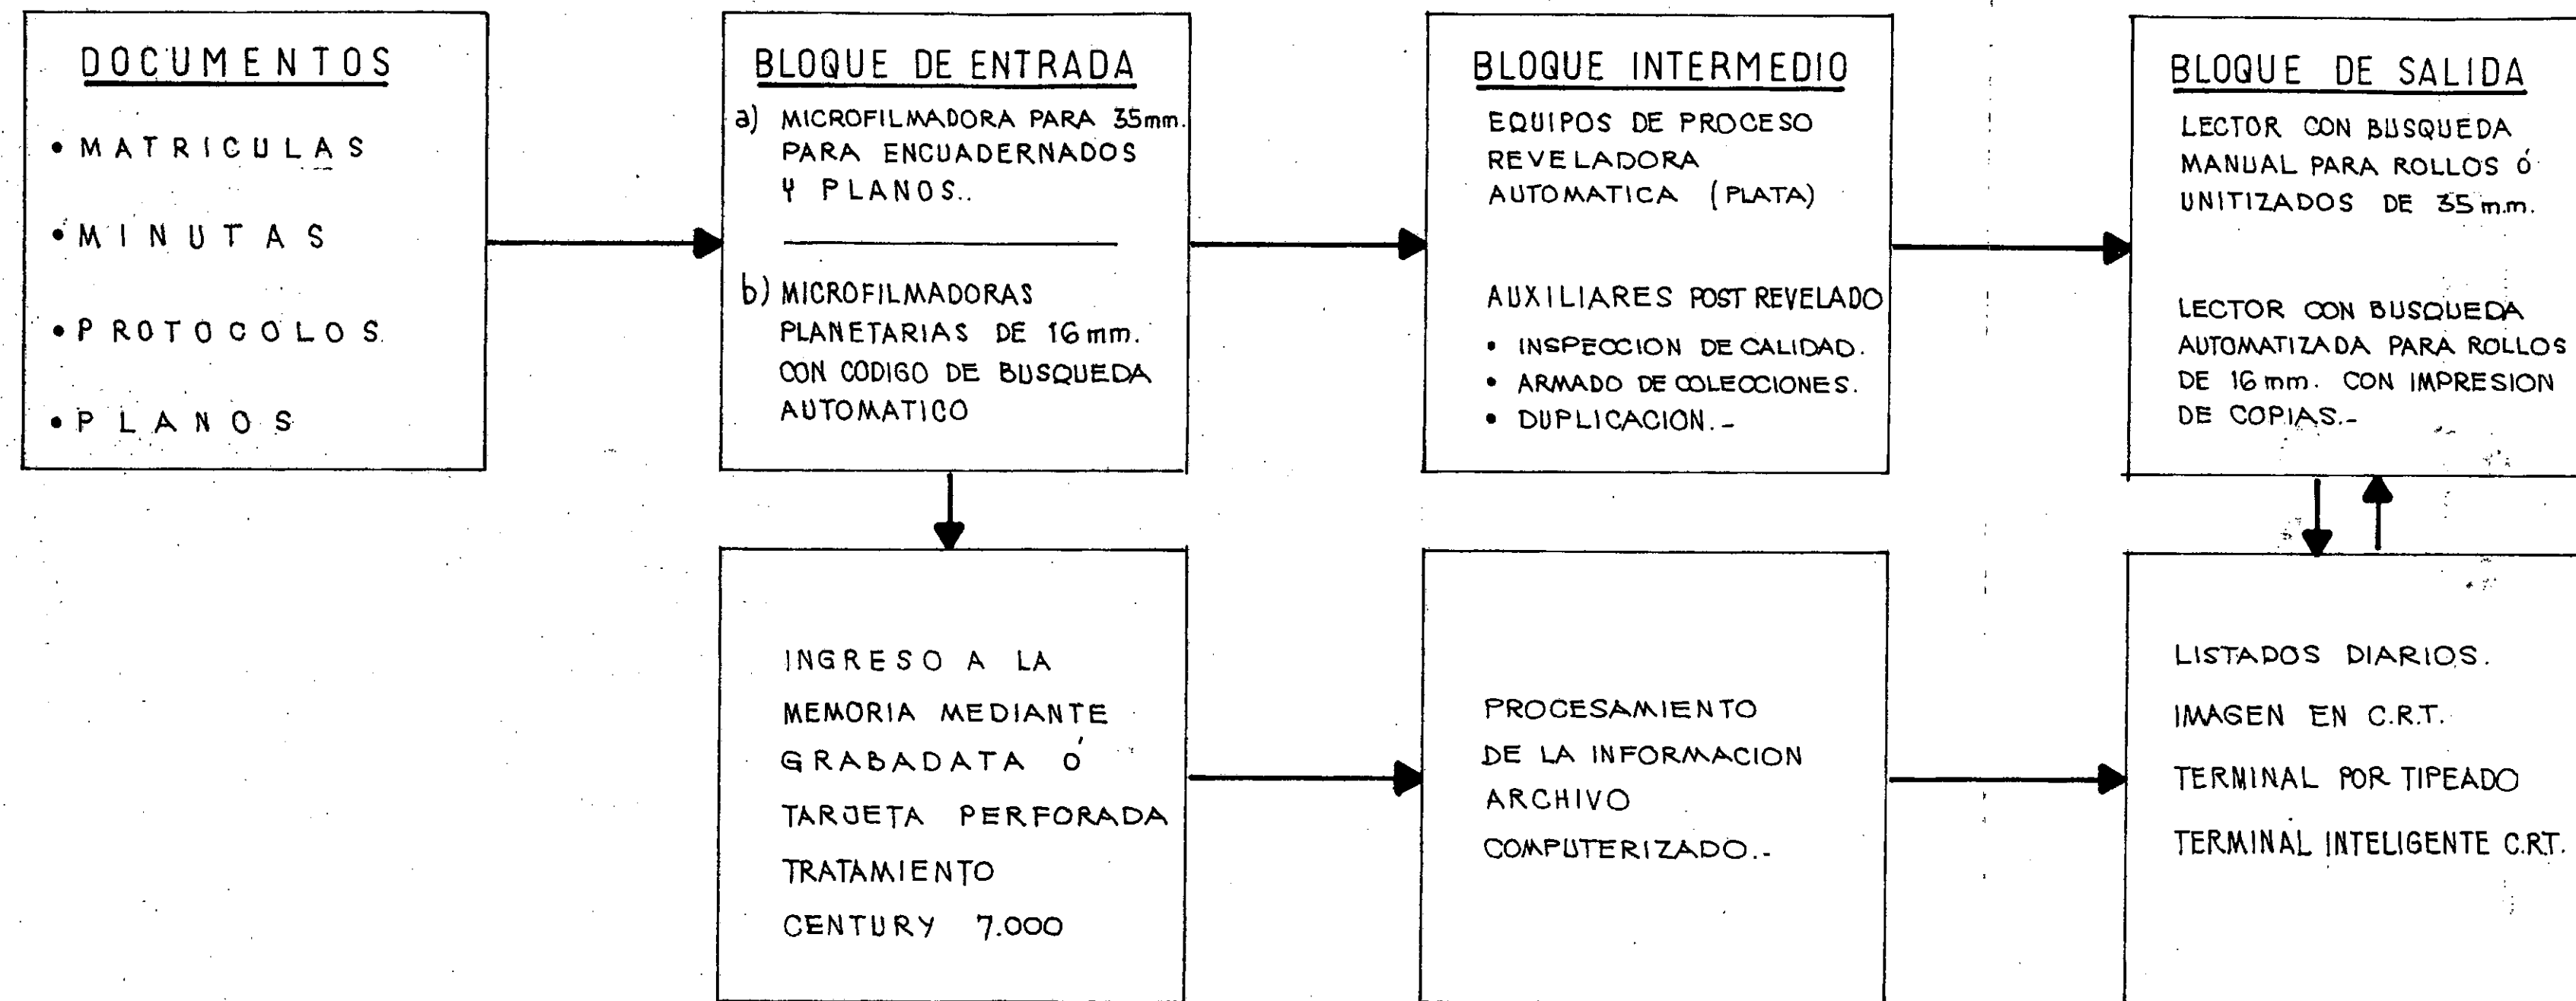 DOCUMENTOS
• MATRICULAS
• MINUTAS
• PROTOCOLOS.
• PLANOS
BLOQUE DE ENTRADA
a) MICROFILMADORA PARA 35mm.
PARA ENCUADERNADOS
Y PLANOS..
b) MICROFILMADORAS
PLANETARIAS DE 16mm.
CON CODIGO DE BUSQUEDA
AUTOMATICO
BLOQUE INTERMEDIO
EQUIPOS DE PROCESO
REVELADORA
AUTOMATICA (PLATA)
AUXILIARES POST REVELADO
• INSPECCION DE CALIDAD.
• ARMADO DE COLECCIONES.
• DUPLICACION.-
BLOQUE DE SALIDA
LECTOR CON BUSQUEDA
MANUAL PARA ROLLOS Ó
UNITIZADOS DE 35 m.m.
LECTOR CON BUSQUEDA
AUTOMATIZADA PARA ROLLOS
DE 16 mm. CON IMPRESION
DE COPIAS.-
INGRESO A LA
MEMORIA MEDIANTE
GRABADATA Ó
TARJETA PERFORADA
TRATAMIENTO
CENTURY 7.000
PROCESAMIENTO
DE LA INFORMACION
ARCHIVO
COMPUTERIZADO.-
LISTADOS DIARIOS.
IMAGEN EN C.R.T.
TERMINAL POR TIPEADO
TERMINAL INTELIGENTE C.R.T.